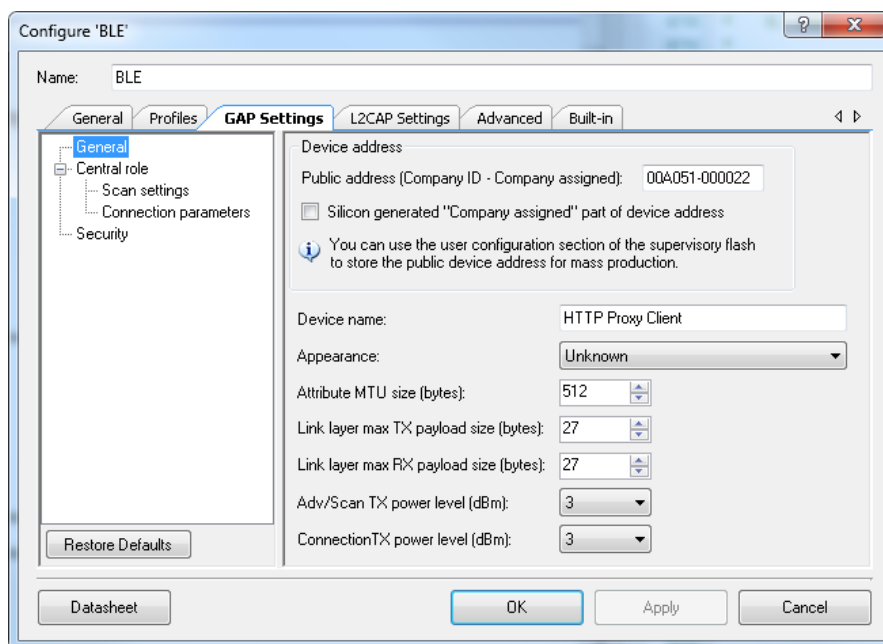 Configure 'BLE'
Name: BLE
General Profiles GAP Settings L2CAP Settings Advanced Built-in
General
Central role
Scan settings
Connection parameters
Security
Restore Defaults
Device address
Public address (Company ID - Company assigned): 00A051-000022
Silicon generated "Company assigned" part of device address
You can use the user configuration section of the supervisory flash
to store the public device address for mass production.
Device name: HTTP Proxy Client
Appearance: Unknown
Attribute MTU size (bytes): 512
Link layer max TX payload size (bytes): 27
Link layer max RX payload size (bytes): 27
Adv/Scan TX power level (dBm): 3
ConnectionTX power level (dBm): 3
Datasheet OK Apply Cancel